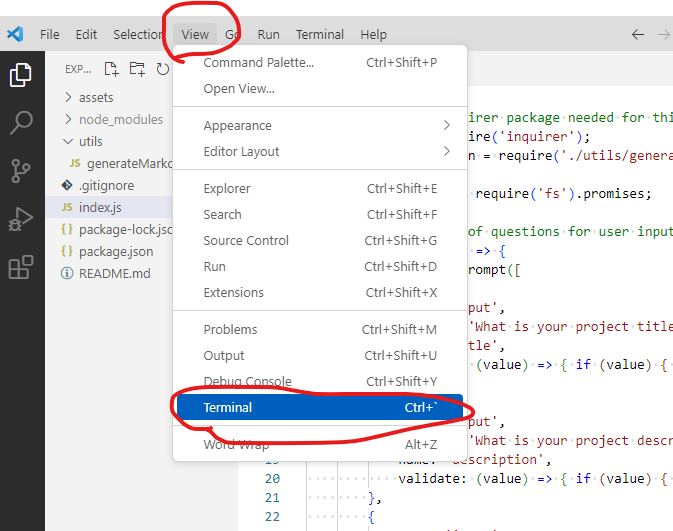 File Edit Selection View Go Run Terminal Help
EXP...
assets
node_modules
utils
JS generateMarkc
.gitignore
JS index.js
{ } package-lock.jsc
{ } package.json
README.md
Command Palette... Ctrl+Shift+P
Open View...
Appearance
Editor Layout
Explorer Ctrl+Shift+E
Search Ctrl+Shift+F
Source Control Ctrl+Shift+G
Run Ctrl+Shift+D
Extensions Ctrl+Shift+X
Problems Ctrl+Shift+M
Output Ctrl+Shift+U
Debug Console Ctrl+Shift+Y
Terminal Ctrl+`
Word Wrap Alt+Z
irer package needed for thi
ire('inquirer');
n = require('./utils/genera
require('fs').promises;
of questions for user input
=> {
rompt([
put',
'What is your project title
tle',
(value) => { if (value) {
put',
'What is your project descr
name: 'description',
20 validate: (value) => { if (value) {
21 },
22 {